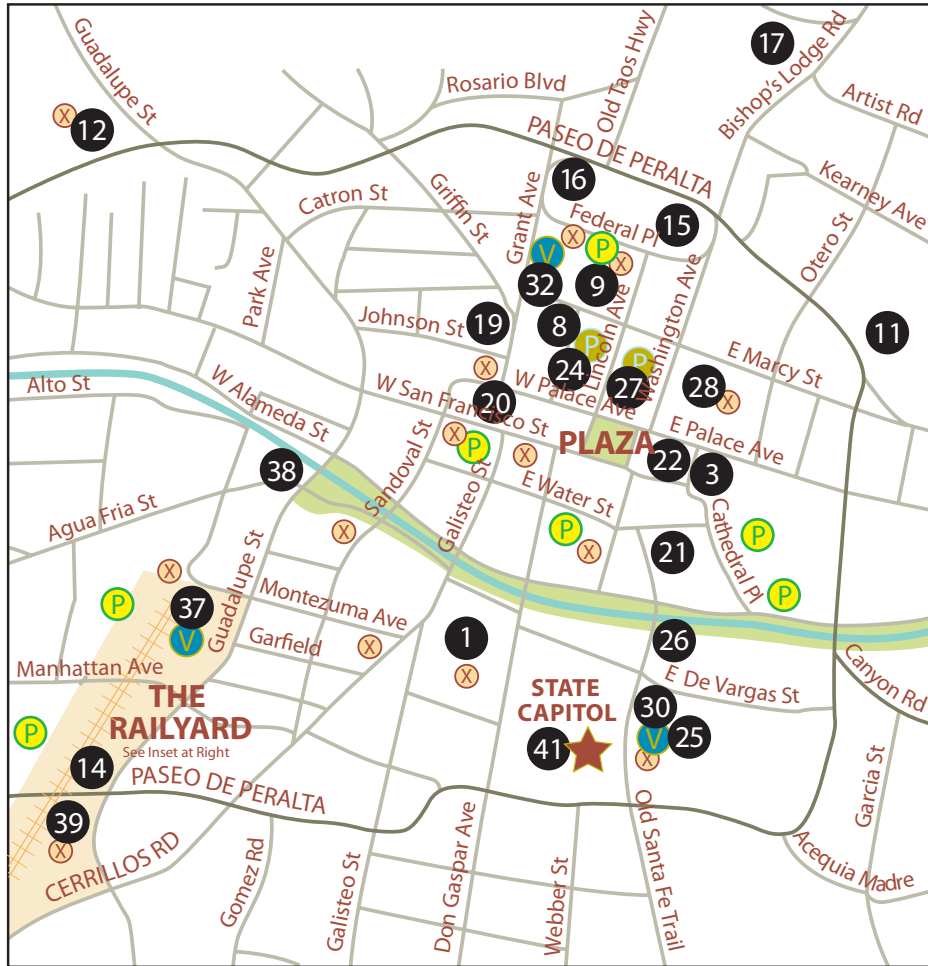 Guadalupe St
Rosario Blvd
Old Taos Hwy
17
Bishop's Lodge Rd
Artist Rd
X
12
PASEO DE PERALTA
16
Kearney Ave
Catron St
Griffin St
Grant Ave
Federal Pl
15
Otero St
X
V
P
X
Park Ave
32
9
Lincoln Ave
Washington Ave
Johnson St
19
8
11
P
P
E Marcy St
Alto St
W Alameda St
X
24
27
28
X
W San Francisco St
20
W Palace Ave
E Palace Ave
X
P
X
PLAZA
22
3
38
Sandoval St
Galisteo St
E Water St
Cathedral Pl
Agua Fria St
X
P
X
21
P
X
P
37
V
Guadalupe St
Montezuma Ave
Garfield
X
P
1
X
26
Manhattan Ave
E De Vargas St
Canyon Rd
THE
RAILYARD
See Inset at Right
STATE
CAPITOL
30
P
41
V
25
X
14
PASEO DE PERALTA
39
X
CERRILLOS RD
Gomez Rd
Galisteo St
Don Gaspar Ave
Webber St
Old Santa Fe Trail
Garcia St
Acequia Madre